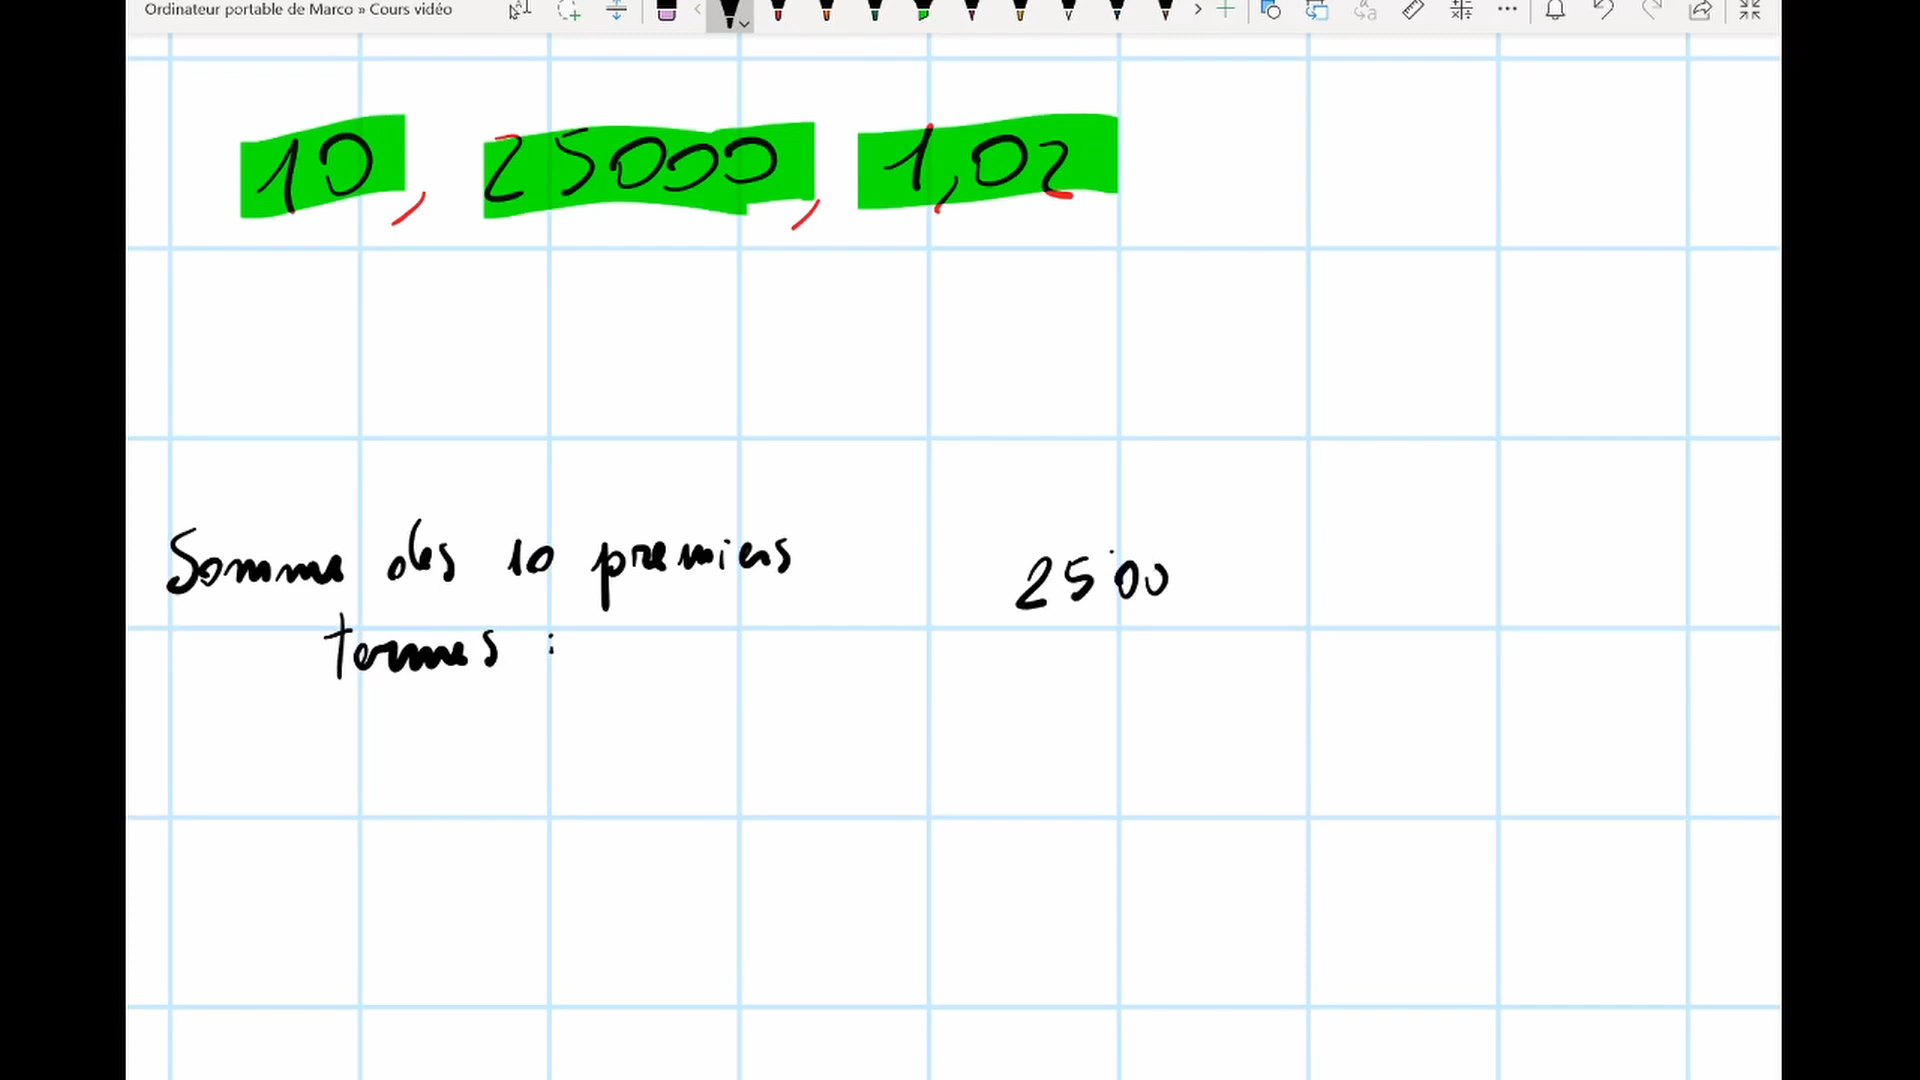 Ordinateur portable de Marco » Cours vidéo
10, 25000, 1,02
Somme des 10 premiers
termes :
2500